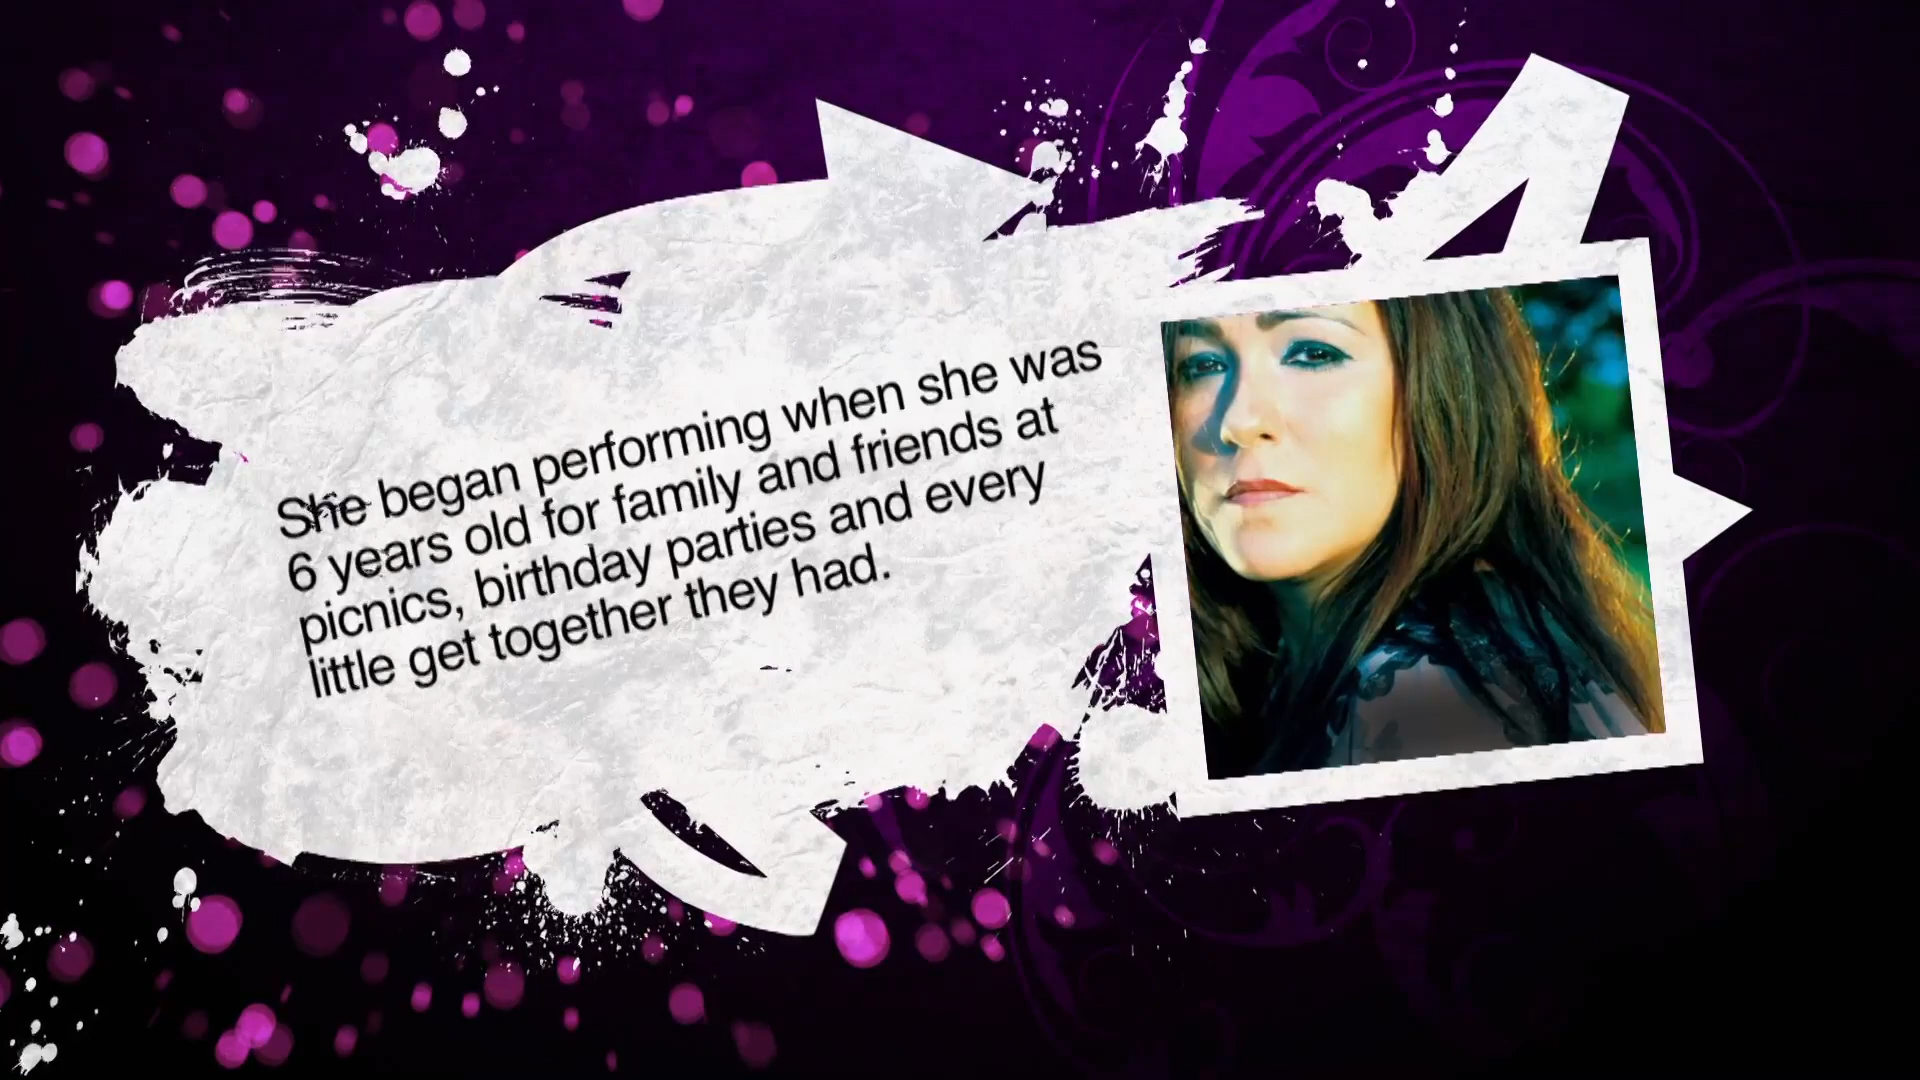 She began performing when she was
6 years old for family and friends at
picnics, birthday parties and every
little get together they had.